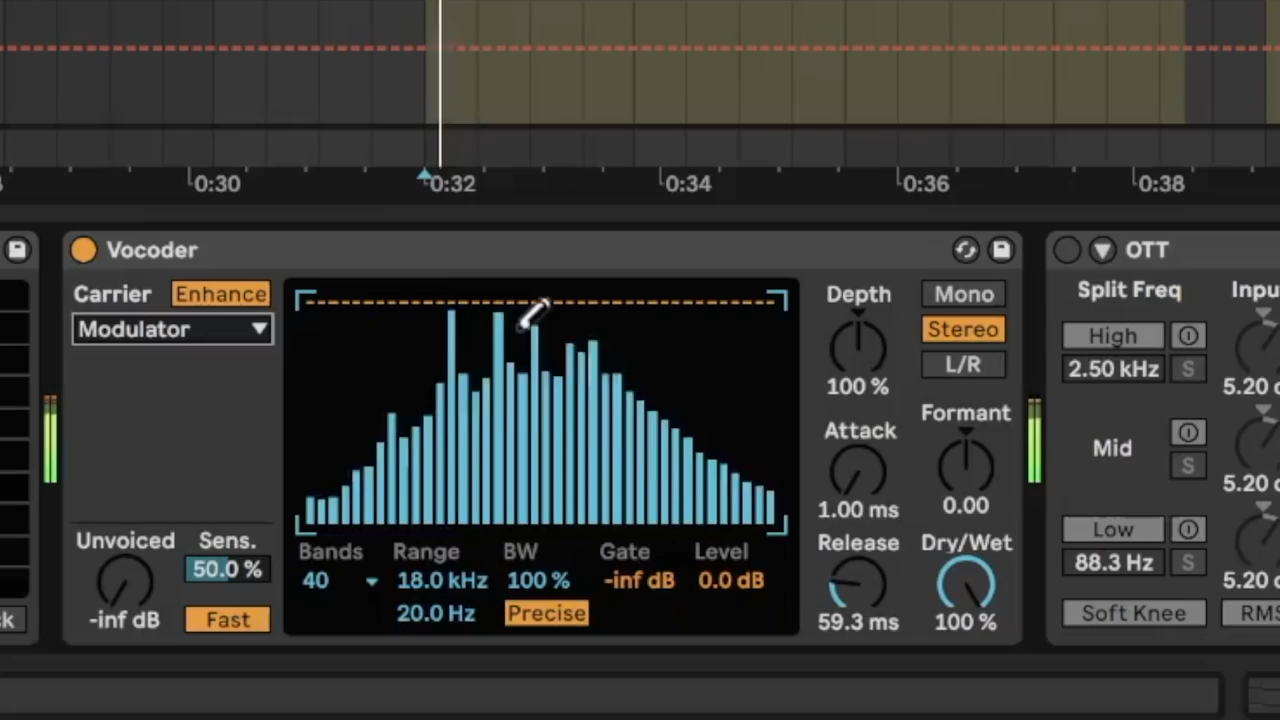 0:30
0:32
0:34
0:36
0:38
Vocoder
Carrier
Enhance
Modulator
Unvoiced
Sens.
50.0 %
-inf dB
Fast
Bands
Range
BW
Gate
Level
40
18.0 kHz
100 %
-inf dB
0.0 dB
20.0 Hz
Precise
Depth
100 %
Mono
Stereo
L/R
Attack
1.00 ms
Formant
0.00
Release
59.3 ms
Dry/Wet
100 %
OTT
Split Freq
High
2.50 kHz
S
Mid
S
Low
88.3 Hz
S
Soft Knee
RMS
5.20
5.20
5.20